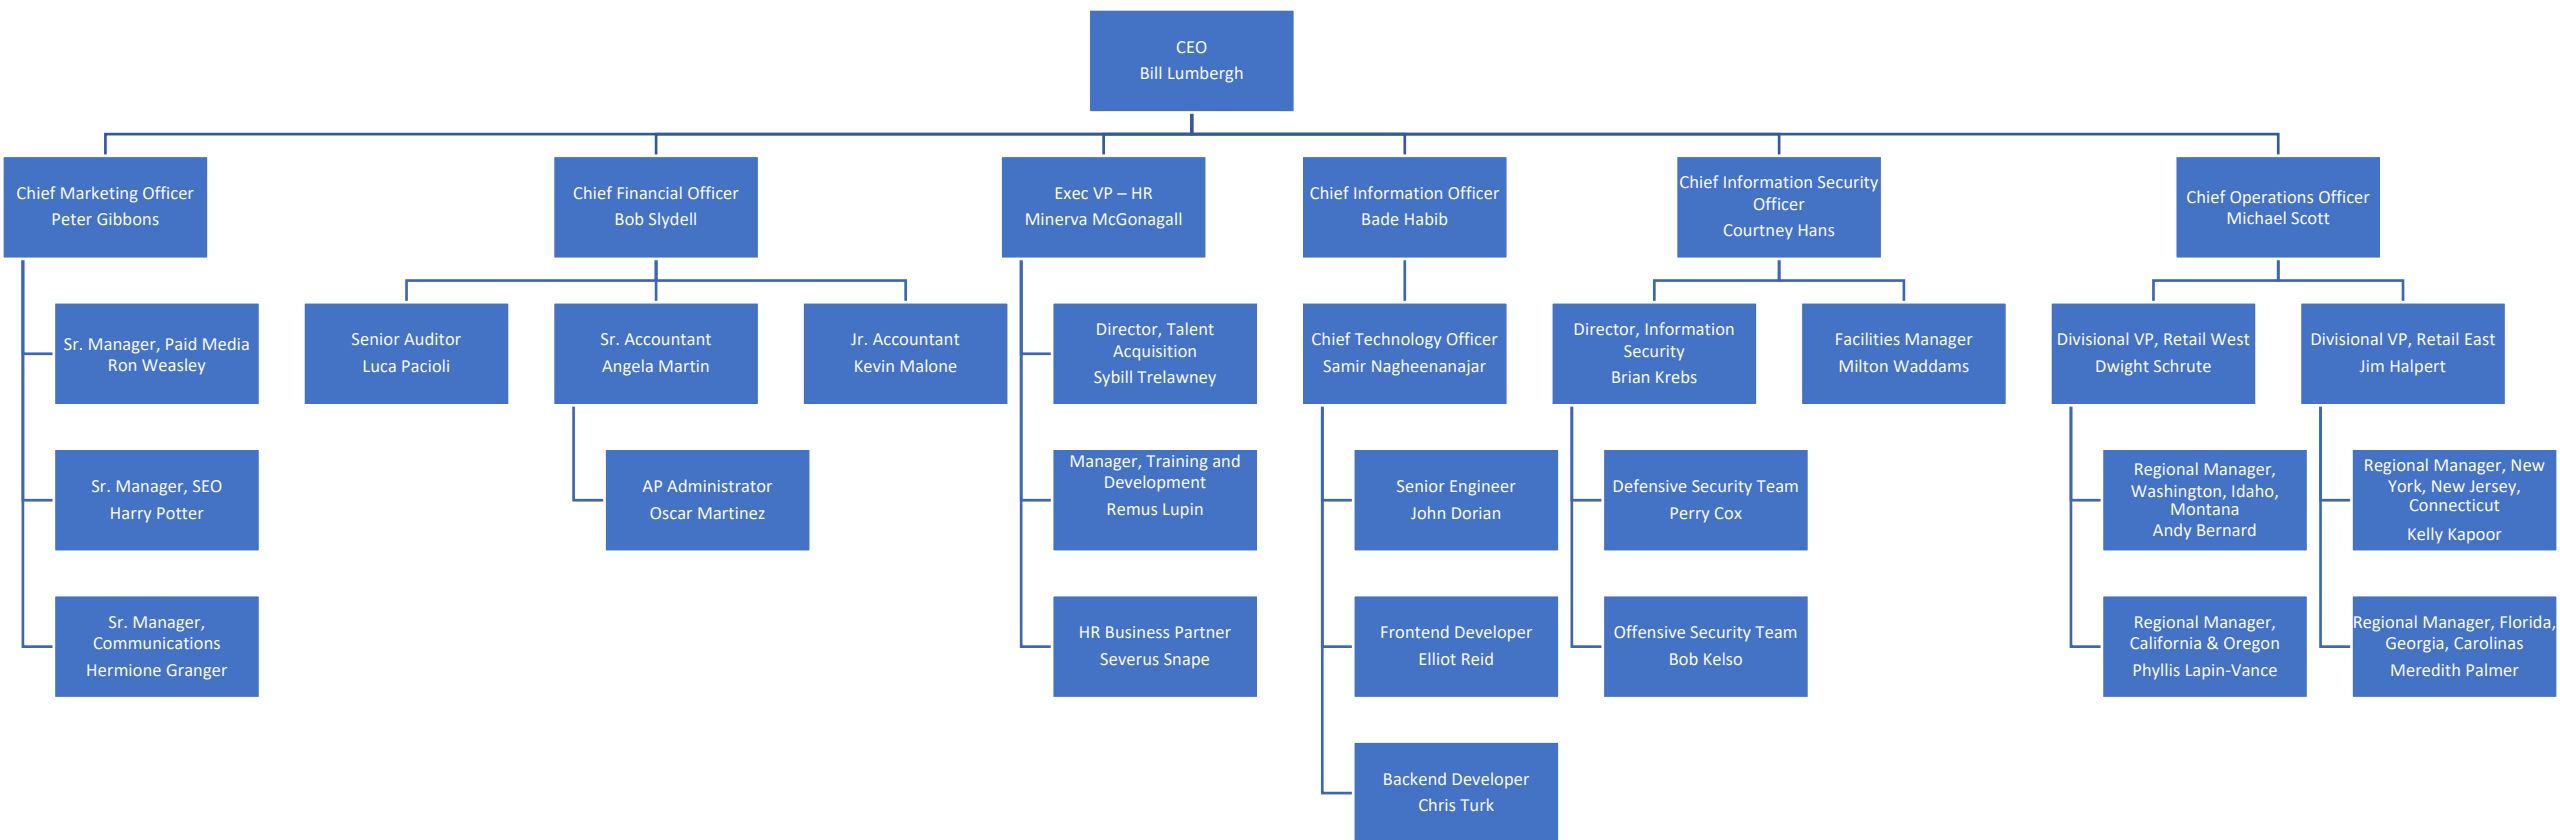 CEO
Bill Lumbergh
Chief Marketing Officer
Peter Gibbons
Chief Financial Officer
Bob Slydell
Exec VP – HR
Minerva McGonagall
Chief Information Officer
Bade Habib
Chief Information Security
Officer
Courtney Hans
Chief Operations Officer
Michael Scott
Sr. Manager, Paid Media
Ron Weasley
Senior Auditor
Luca Pacioli
Sr. Accountant
Angela Martin
Jr. Accountant
Kevin Malone
Director, Talent
Acquisition
Sybill Trelawney
Chief Technology Officer
Samir Nagheenanajar
Director, Information
Security
Brian Krebs
Facilities Manager
Milton Waddams
Divisional VP, Retail West
Dwight Schrute
Divisional VP, Retail East
Jim Halpert
Sr. Manager, SEO
Harry Potter
AP Administrator
Oscar Martinez
Manager, Training and
Development
Remus Lupin
Senior Engineer
John Dorian
Defensive Security Team
Perry Cox
Regional Manager,
Washington, Idaho,
Montana
Andy Bernard
Regional Manager, New
York, New Jersey,
Connecticut
Kelly Kapoor
Sr. Manager,
Communications
Hermione Granger
HR Business Partner
Severus Snape
Frontend Developer
Elliot Reid
Offensive Security Team
Bob Kelso
Regional Manager,
California & Oregon
Phyllis Lapin-Vance
Regional Manager, Florida,
Georgia, Carolinas
Meredith Palmer
Backend Developer
Chris Turk